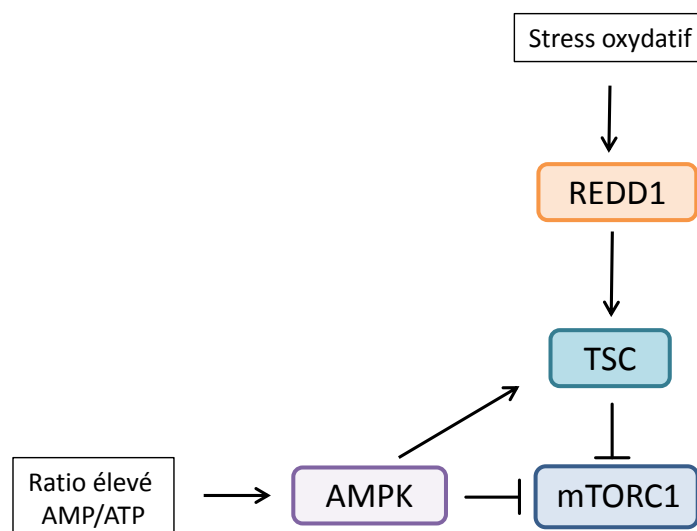 Stress oxydatif
REDD1
TSC
Ratio élevé
AMP/ATP
AMPK
mTORC1